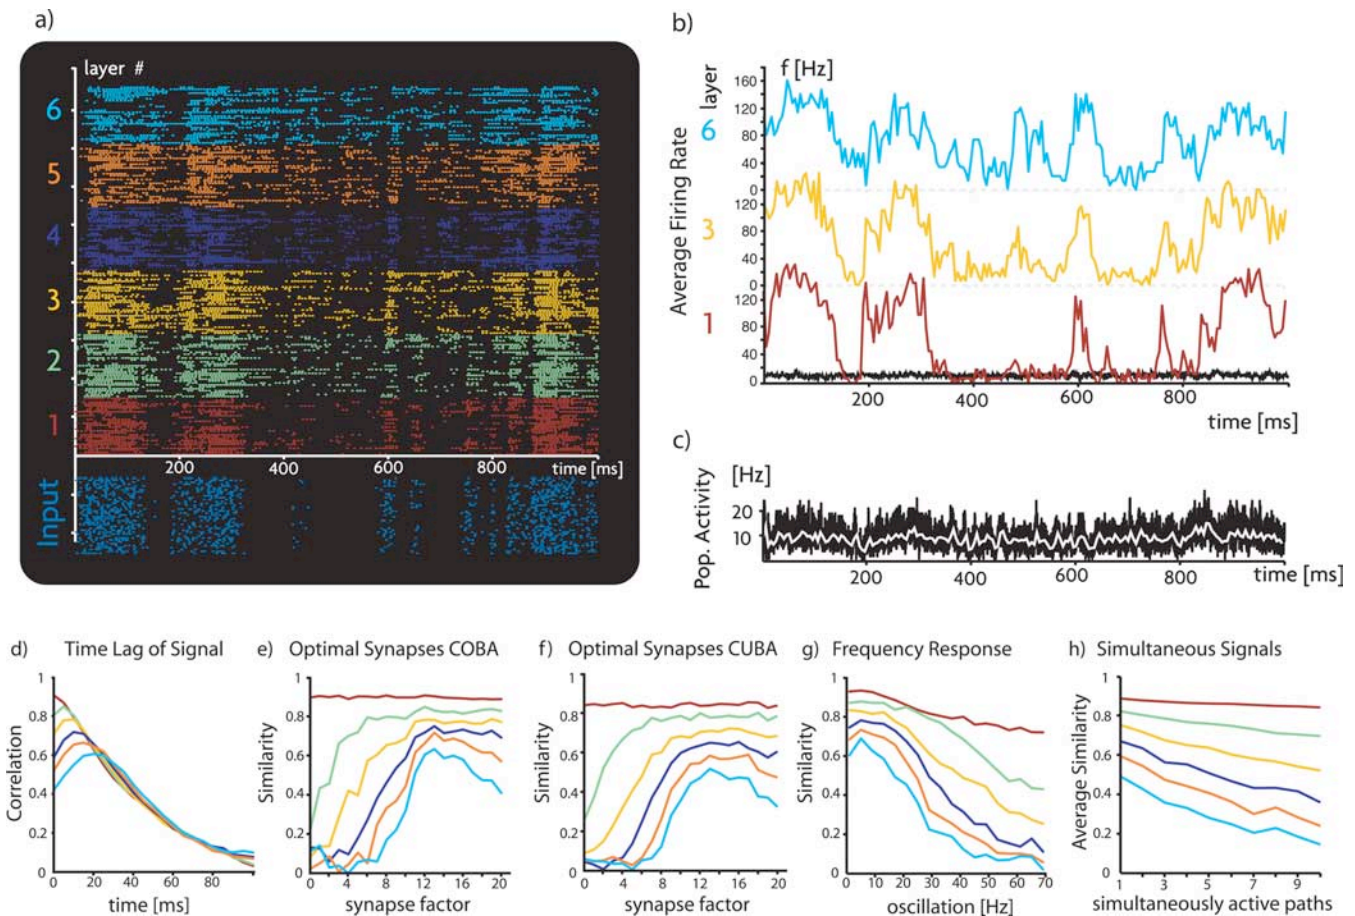 a)
layer #
6
5
4
3
2
1
200 400 600 800 time [ms]
Input
b)
layer
f [Hz]
Average Firing Rate
6
3
1
160
120
80
40
0
120
80
40
0
120
80
40
0
200 400 600 800
time [ms]
c)
[Hz]
Pop. Activity
20
10
200 400 600 800 time [ms]
d) Time Lag of Signal
Correlation
1
0.8
0.6
0.4
0.2
0
0 20 40 60 80
time [ms]
e) Optimal Synapses COBA
Similarity
1
0.8
0.6
0.4
0.2
0
0 4 8 12 16 20
synapse factor
f) Optimal Synapses CUBA
Similarity
1
0.8
0.6
0.4
0.2
0
0 4 8 12 16 20
synapse factor
g) Frequency Response
Similarity
1
0.8
0.6
0.4
0.2
0
0 10 20 30 40 50 60 70
oscillation [Hz]
h) Simultaneous Signals
Average Similarity
1
0.8
0.6
0.4
0.2
0
1 3 5 7 9
simultaneously active paths